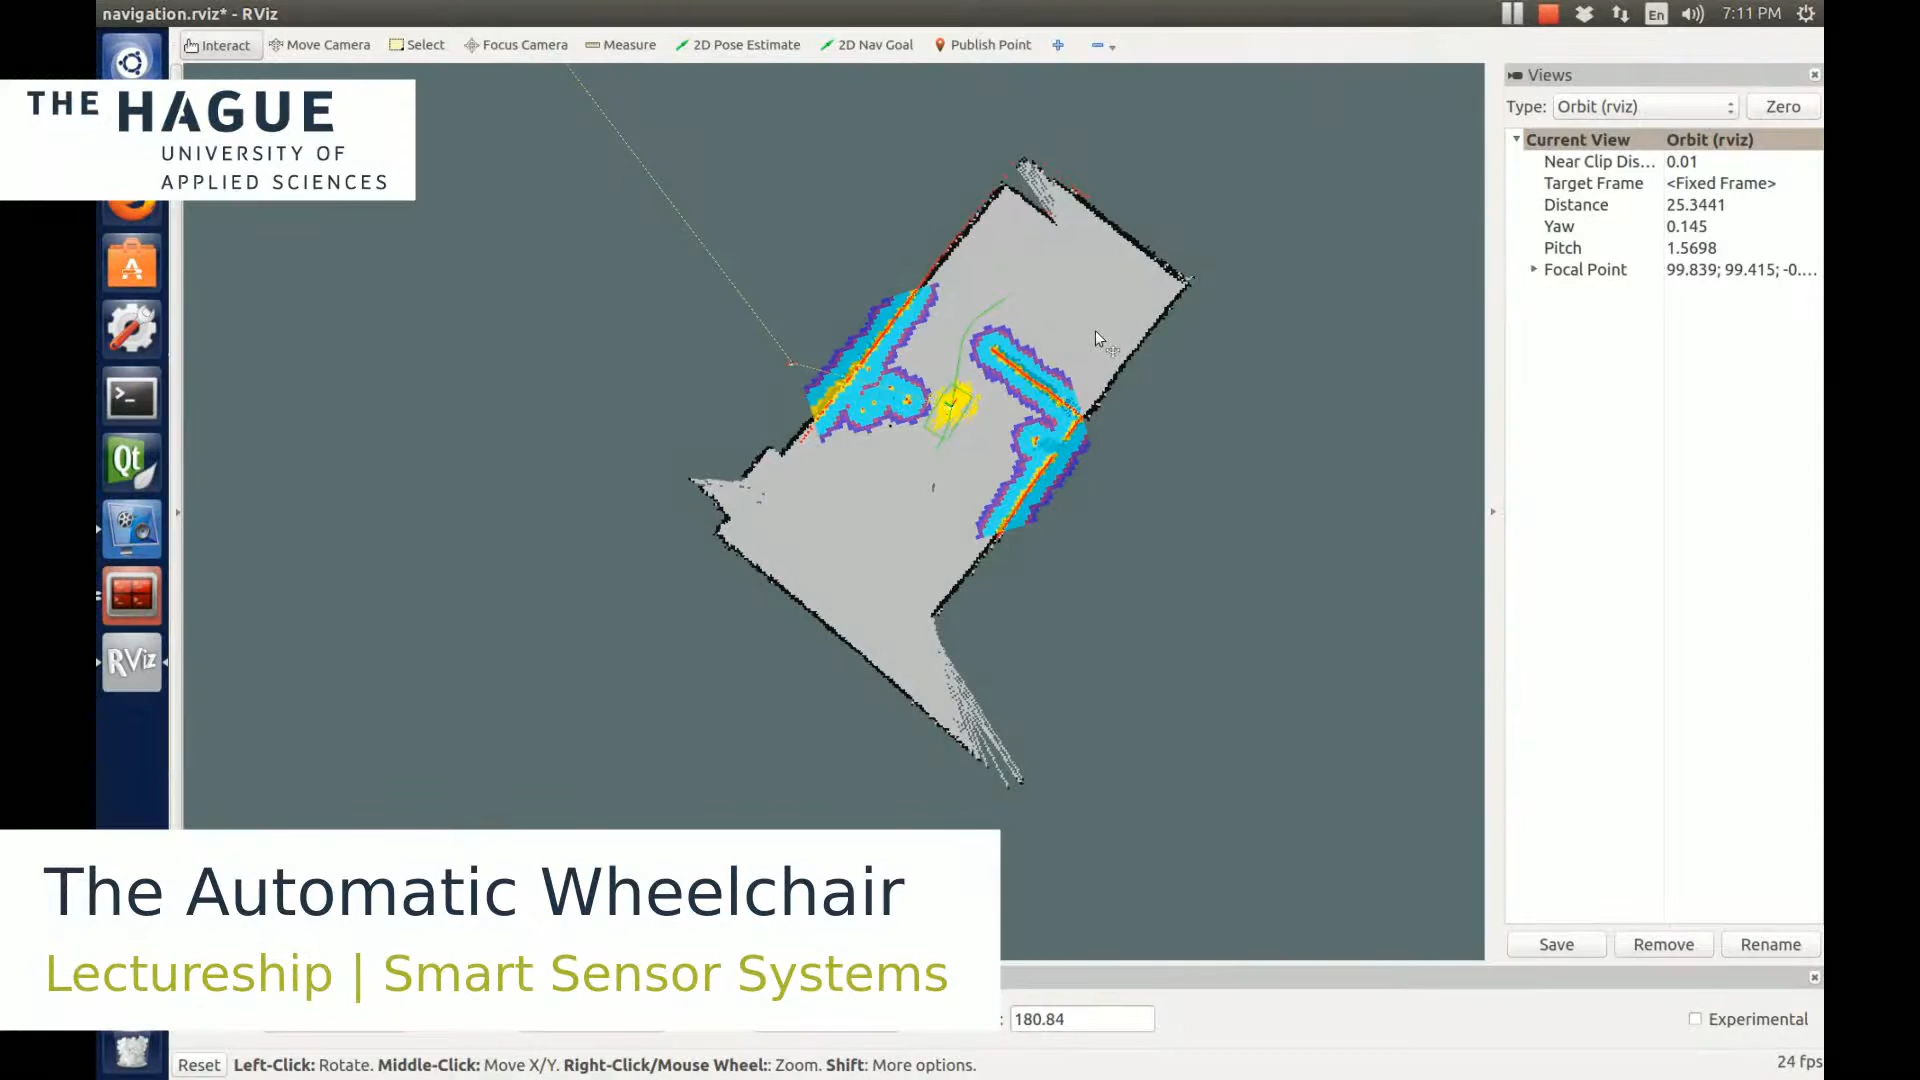 navigation.rviz* - RViz
En
7:11 PM
Interact
Move Camera
Select
Focus Camera
Measure
2D Pose Estimate
2D Nav Goal
Publish Point
THE HAGUE
UNIVERSITY OF
APPLIED SCIENCES
Views
Type: Orbit (rviz)
Zero
Current View Orbit (rviz)
Near Clip Dis... 0.01
Target Frame <Fixed Frame>
Distance 25.3441
Yaw 0.145
Pitch 1.5698
Focal Point 99.839; 99.415; -0....
Qt
RViz
Save
Remove
Rename
The Automatic Wheelchair
Lectureship | Smart Sensor Systems
: 180.84
Experimental
Reset
Left-Click: Rotate. Middle-Click: Move X/Y. Right-Click/Mouse Wheel:: Zoom. Shift: More options.
24 fps